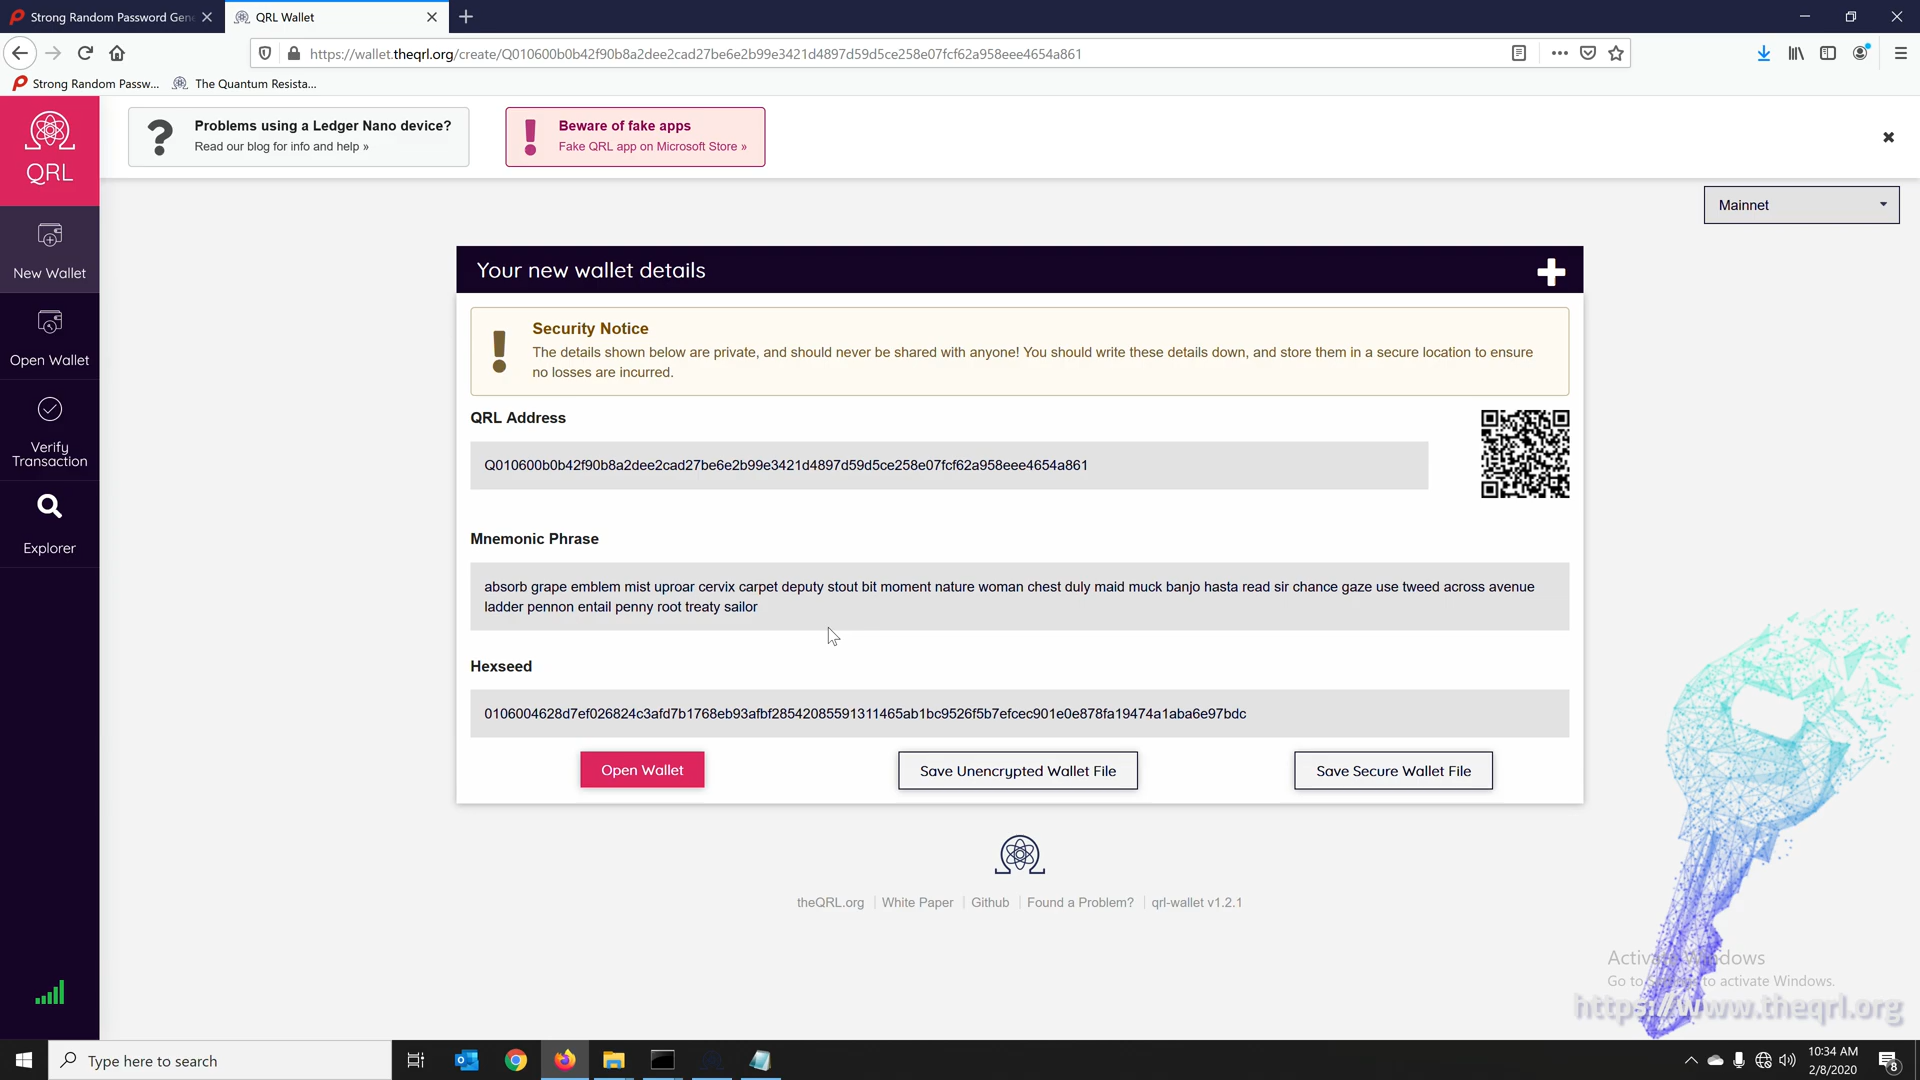 Strong Random Password Gen
QRL Wallet
https://wallet.theqrl.org/create/Q010600b0b42f90b8a2dee2cad27be6e2b99e3421d4897d59d5ce258e07fcf62a958eee4654a861
Strong Random Passw...
The Quantum Resista...
QRL
Problems using a Ledger Nano device?
Read our blog for info and help »
Beware of fake apps
Fake QRL app on Microsoft Store »
Mainnet
New Wallet
Open Wallet
Verify
Transaction
Explorer
Your new wallet details
Security Notice
The details shown below are private, and should never be shared with anyone! You should write these details down, and store them in a secure location to ensure
no losses are incurred.
QRL Address
Q010600b0b42f90b8a2dee2cad27be6e2b99e3421d4897d59d5ce258e07fcf62a958eee4654a861
Mnemonic Phrase
absorb grape emblem mist uproar cervix carpet deputy stout bit moment nature woman chest duly maid muck banjo hasta read sir chance gaze use tweed across avenue
ladder pennon entail penny root treaty sailor
Hexseed
0106004628d7ef026824c3afd7b1768eb93afbf28542085591311465ab1bc9526f5b7efcec901e0e878fa19474a1aba6e97bdc
Open Wallet
Save Unencrypted Wallet File
Save Secure Wallet File
theQRL.org
White Paper
Github
Found a Problem?
qrl-wallet v1.2.1
Activate Windows
Go to Settings to activate Windows.
https://www.theqrl.org
Type here to search
10:34 AM
2/8/2020
8